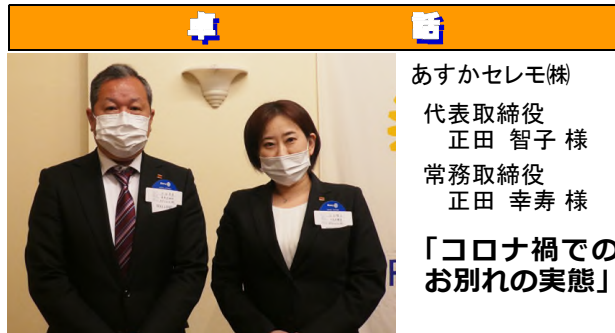 卓　話
あすかセレモ㈱
代表取締役
正田 智子 様
常務取締役
正田 幸寿 様
「コロナ禍での
お別れの実態」